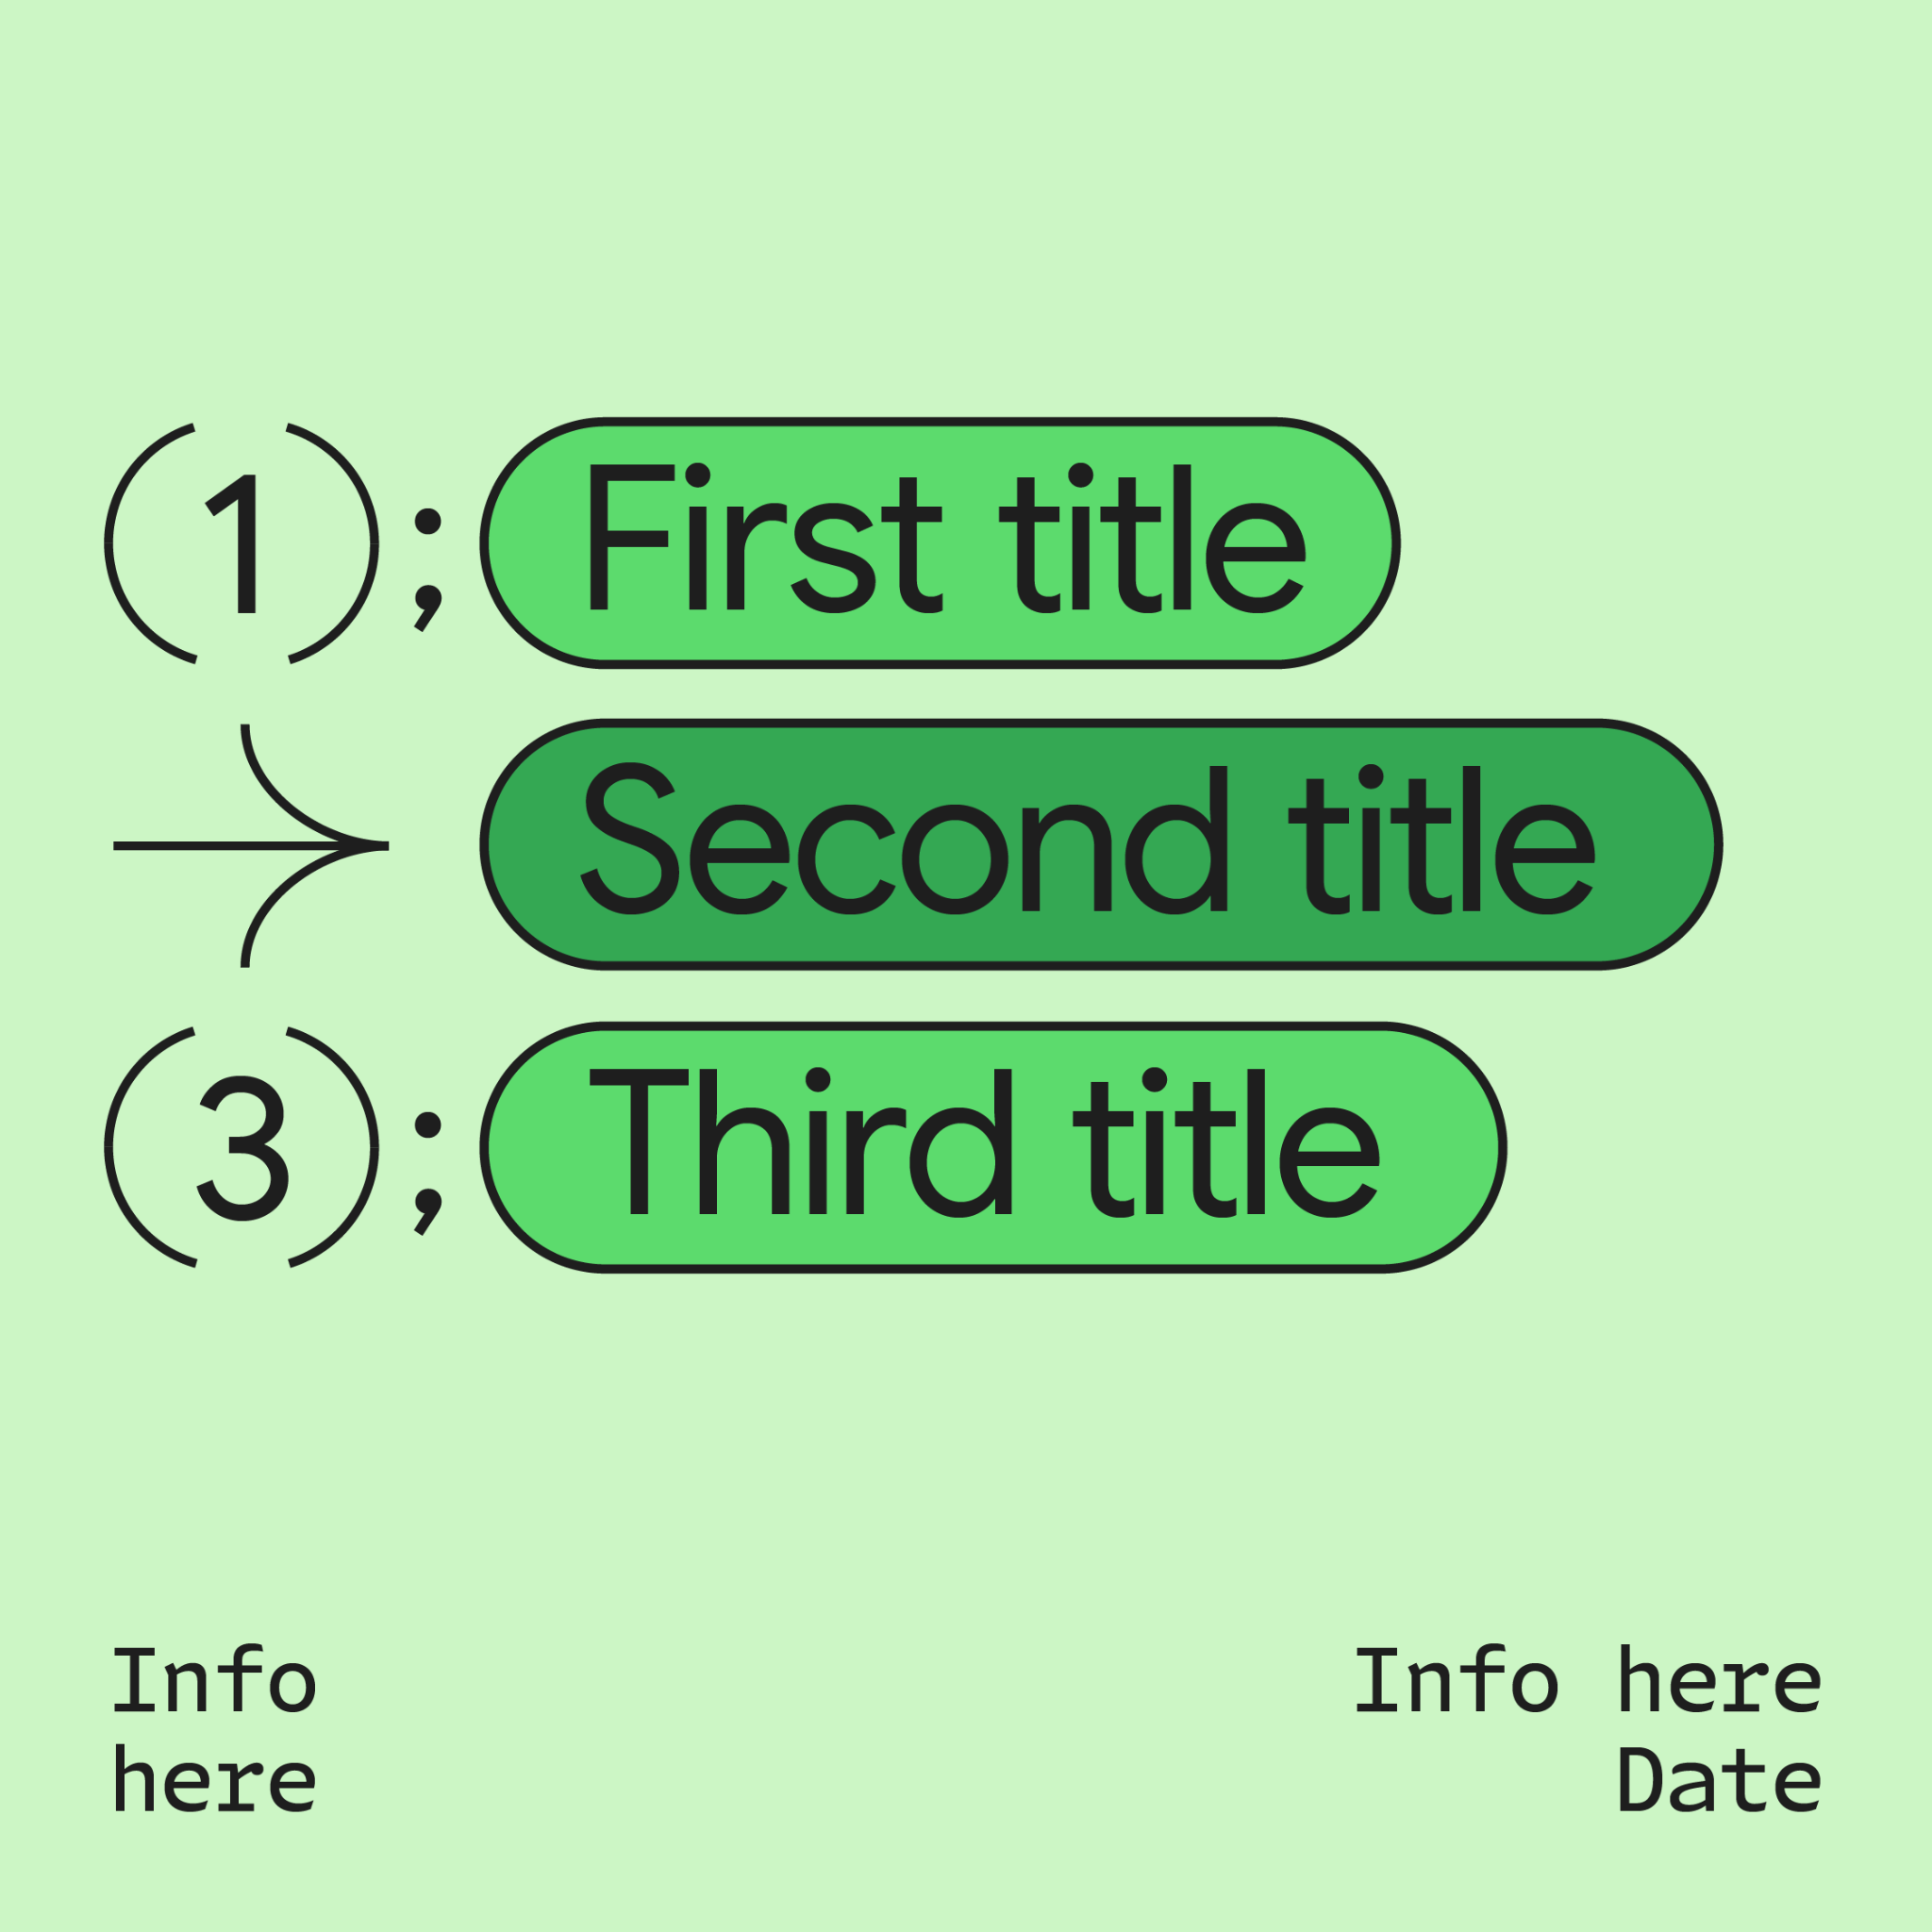 (1); First title
Second title
(3); Third title
Info
here
Info here
Date